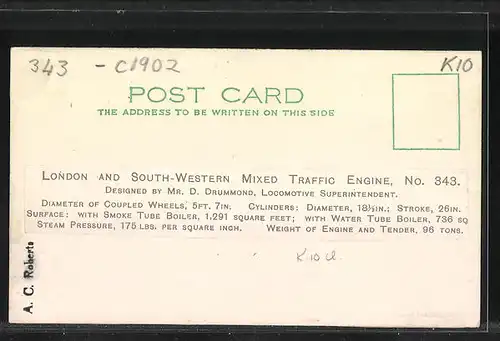 343 - C1902 K10
POST CARD
THE ADDRESS TO BE WRITTEN ON THIS SIDE
LONDON AND SOUTH-WESTERN MIXED TRAFFIC ENGINE, NO. 343.
DESIGNED BY MR. D. DRUMMOND, LOCOMOTIVE SUPERINTENDENT.
DIAMETER OF COUPLED WHEELS, 5FT. 7IN. CYLINDERS: DIAMETER, 18½IN.; STROKE, 26IN.
SURFACE: WITH SMOKE TUBE BOILER, 1,291 SQUARE FEET; WITH WATER TUBE BOILER, 736 SQ
STEAM PRESSURE, 175 LBS. PER SQUARE INCH. WEIGHT OF ENGINE AND TENDER, 96 TONS.
K10 cl.
A. C. Roberts